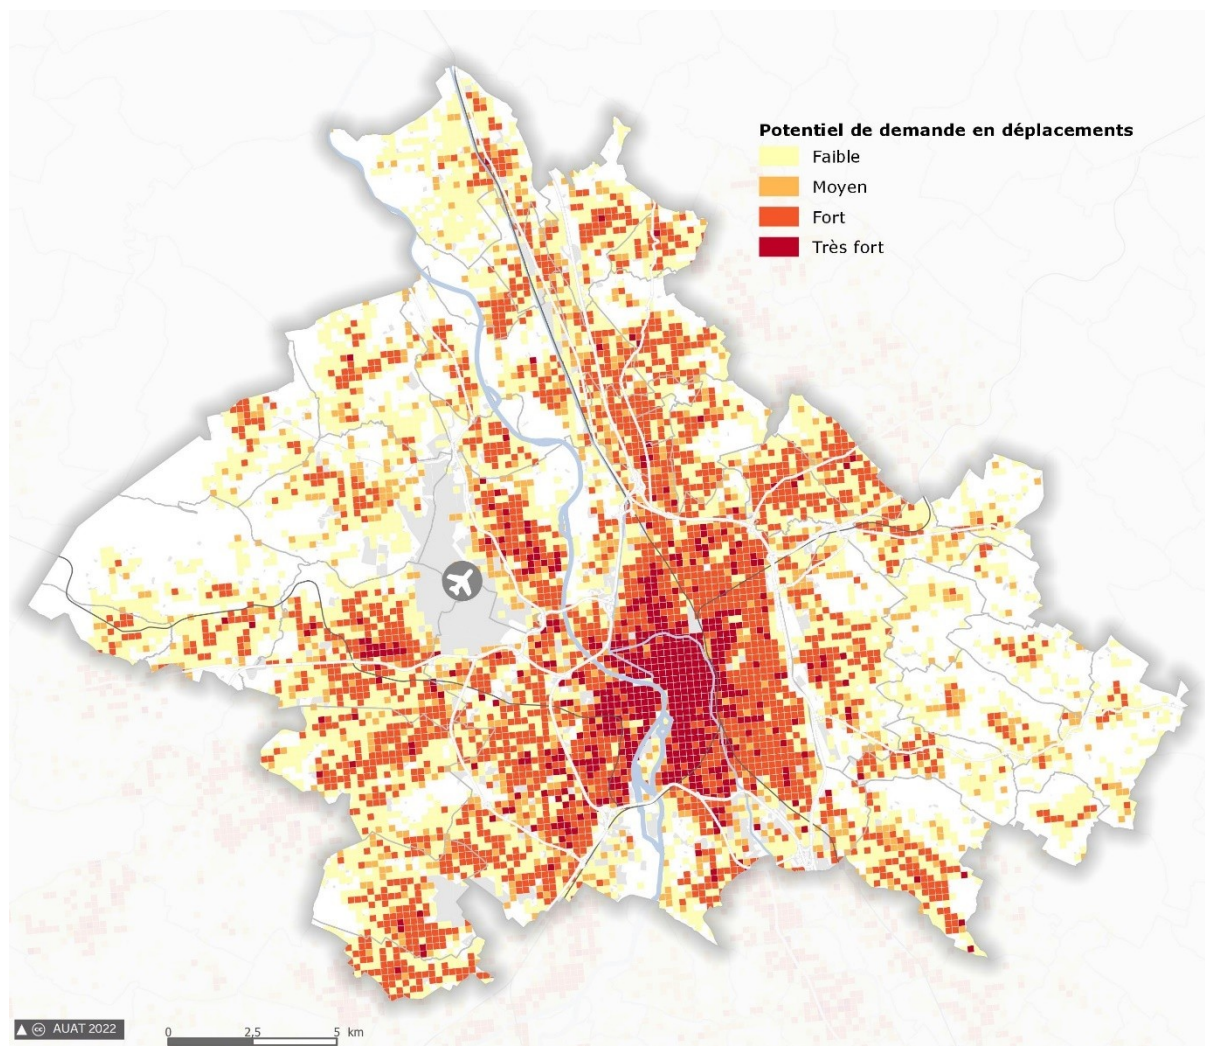 Potentiel de demande en déplacements
Faible
Moyen
Fort
Très fort
AUAT 2022
0 2,5 5 km